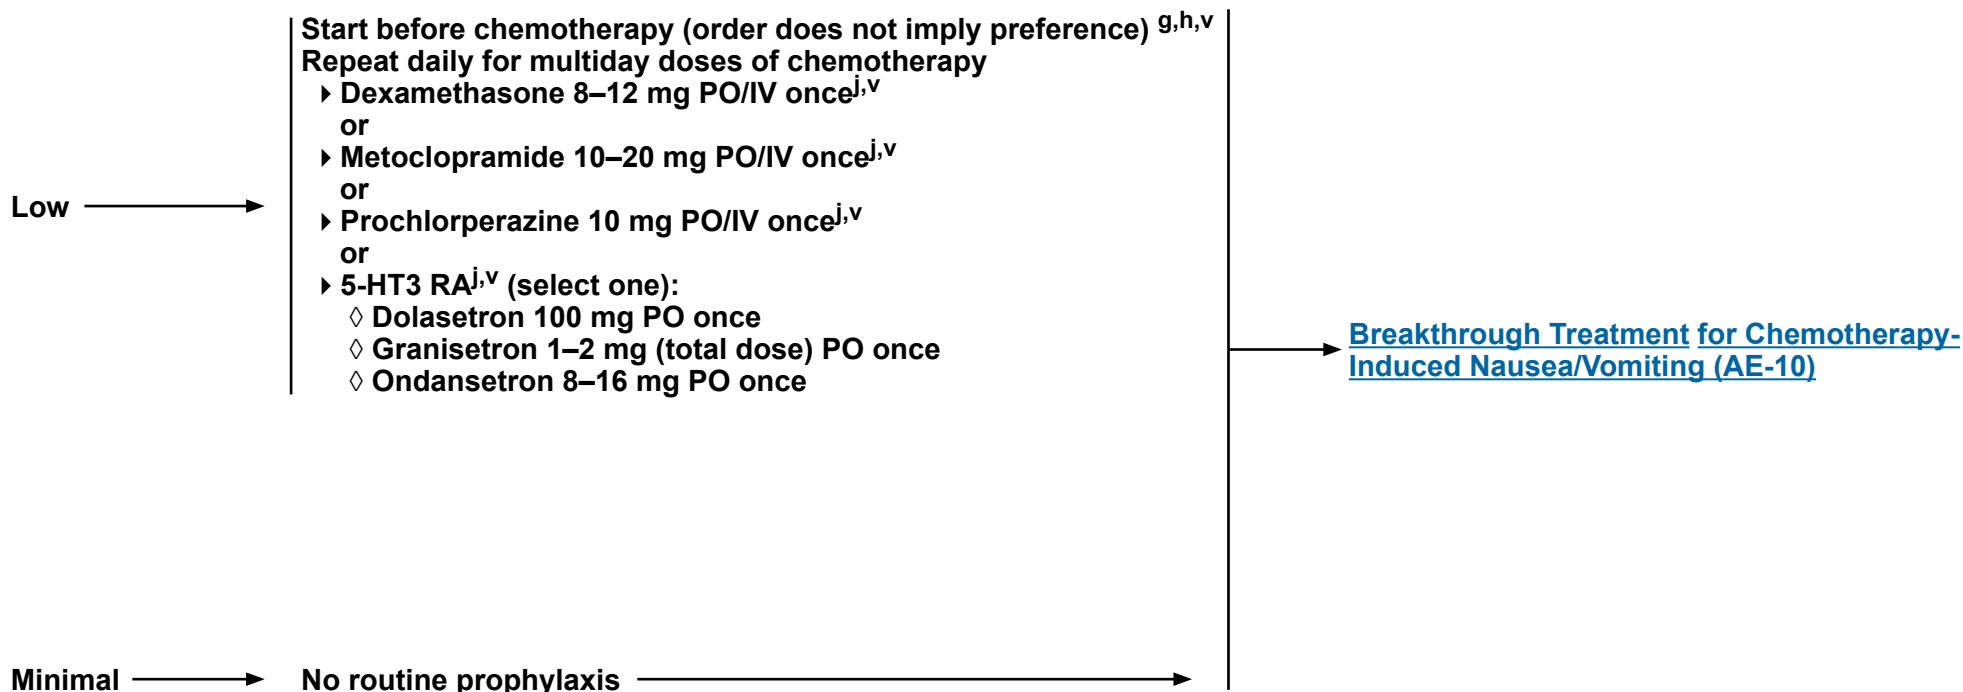 Start before chemotherapy (order does not imply preference) g,h,v
Repeat daily for multiday doses of chemotherapy
Dexamethasone 8–12 mg PO/IV once j,v
or
Metoclopramide 10–20 mg PO/IV once j,v
or
Low
Prochlorperazine 10 mg PO/IV once j,v
or
5-HT3 RA j,v (select one):
◊ Dolasetron 100 mg PO once
◊ Granisetron 1–2 mg (total dose) PO once
◊ Ondansetron 8–16 mg PO once
Breakthrough Treatment for Chemotherapy-
Induced Nausea/Vomiting (AE-10)
Minimal
No routine prophylaxis